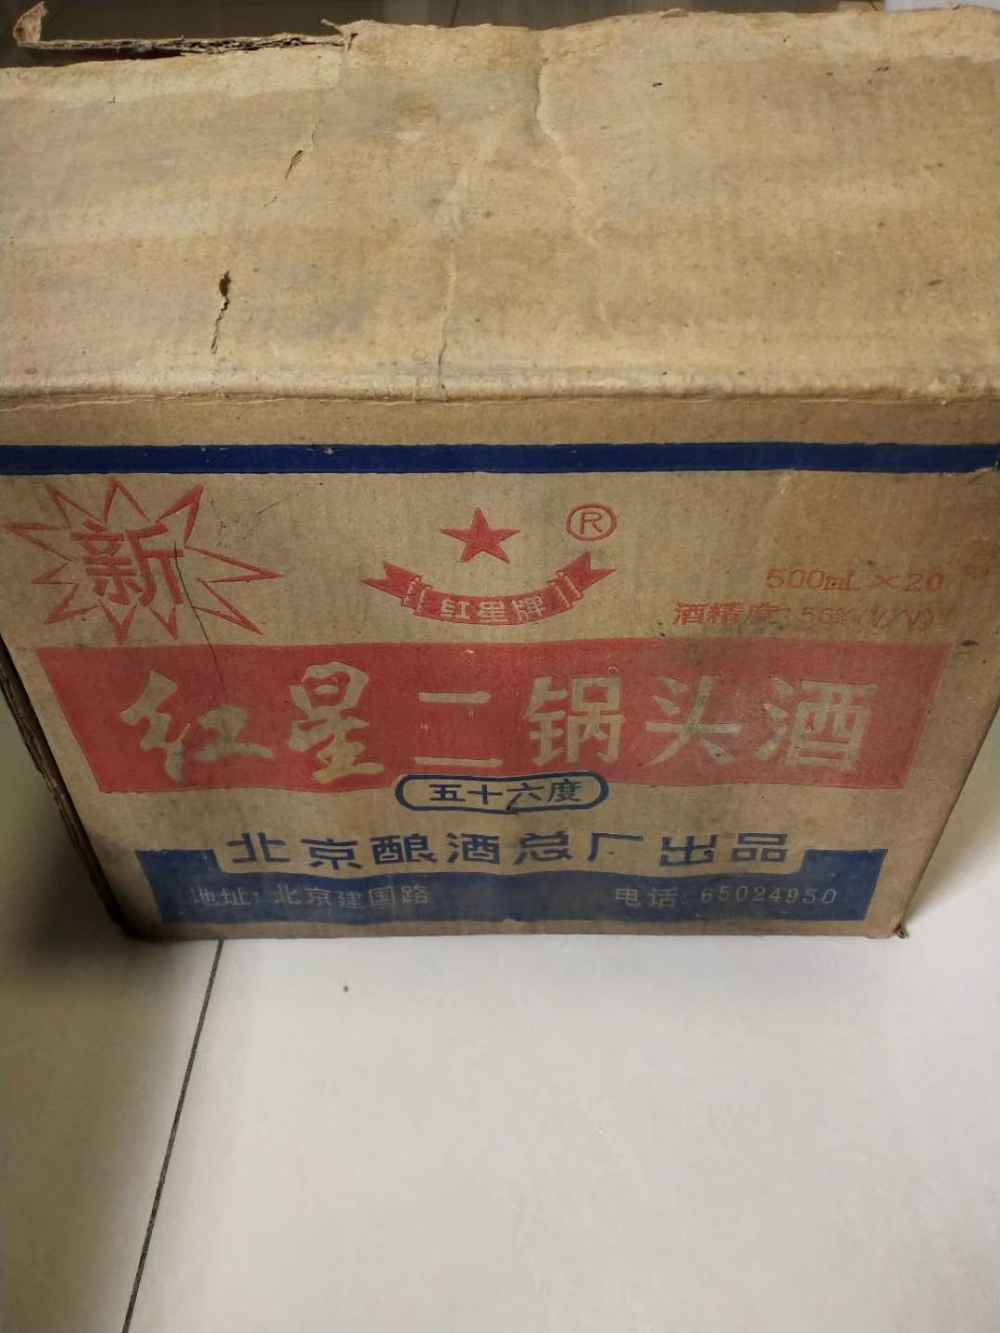 新
®
红星牌
500mL×20
酒精度:56%(V/V)
红星二锅头酒
五十六度
北京酿酒总厂出品
地址:北京建国路
电话:65024950